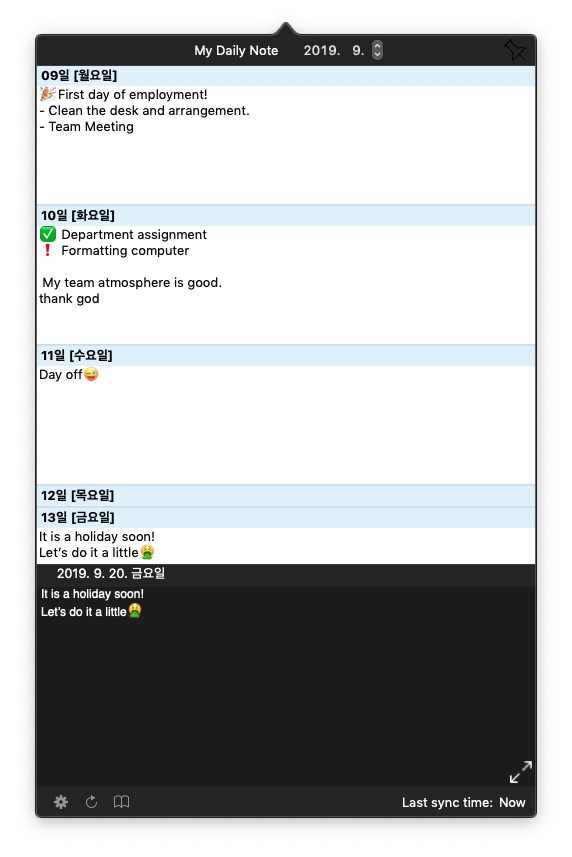 My Daily Note 2019. 9.
09일 [월요일]
🎉First day of employment!
- Clean the desk and arrangement.
- Team Meeting
10일 [화요일]
✅ Department assignment
❗ Formatting computer
My team atmosphere is good.
thank god
11일 [수요일]
Day off😜
12일 [목요일]
13일 [금요일]
It is a holiday soon!
Let's do it a little🤮
2019. 9. 20. 금요일
It is a holiday soon!
Let's do it a little🤮
Last sync time: Now